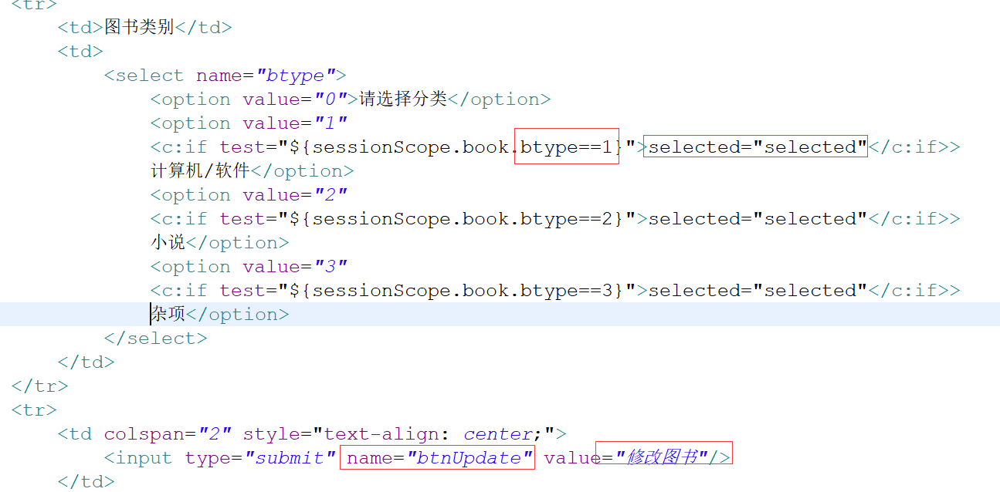 <tr>
<td>图书类别</td>
<td>
<select name="btype">
<option value="0">请选择分类</option>
<option value="1"
<c:if test="${sessionScope.book.btype==1}">selected="selected"</c:if>>
计算机/软件</option>
<option value="2"
<c:if test="${sessionScope.book.btype==2}">selected="selected"</c:if>>
小说</option>
<option value="3"
<c:if test="${sessionScope.book.btype==3}">selected="selected"</c:if>>
杂项</option>
</select>
</td>
</tr>
<tr>
<td colspan="2" style="text-align: center;">
<input type="submit" name="btnUpdate" value="修改图书"/>
</td>